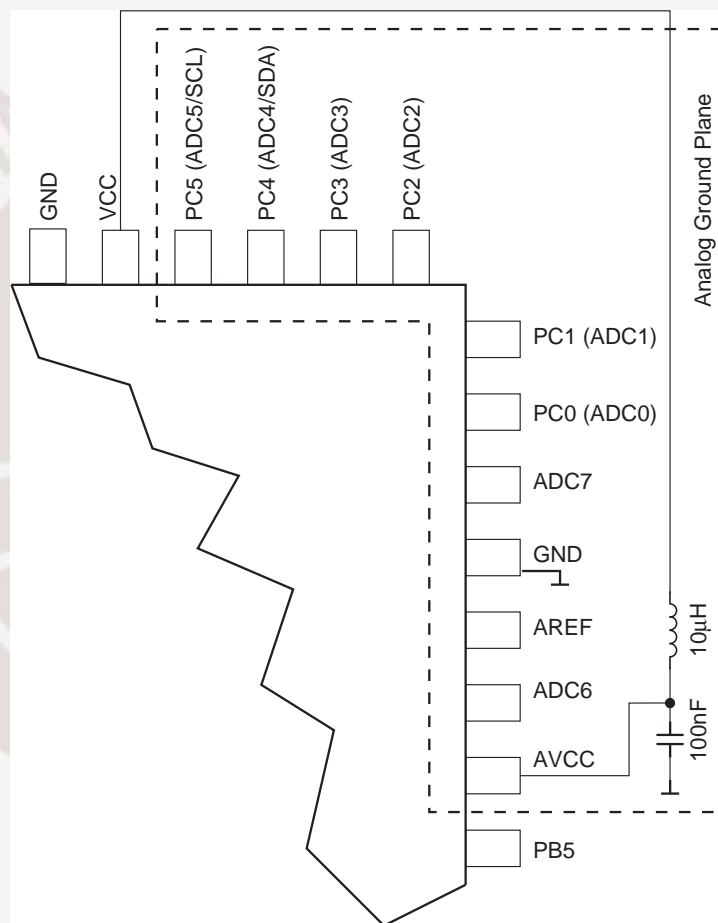 GND
VCC
PC5 (ADC5/SCL)
PC4 (ADC4/SDA)
PC3 (ADC3)
PC2 (ADC2)
Analog Ground Plane
PC1 (ADC1)
PC0 (ADC0)
ADC7
GND
AREF
ADC6
AVCC
PB5
10µH
100nF